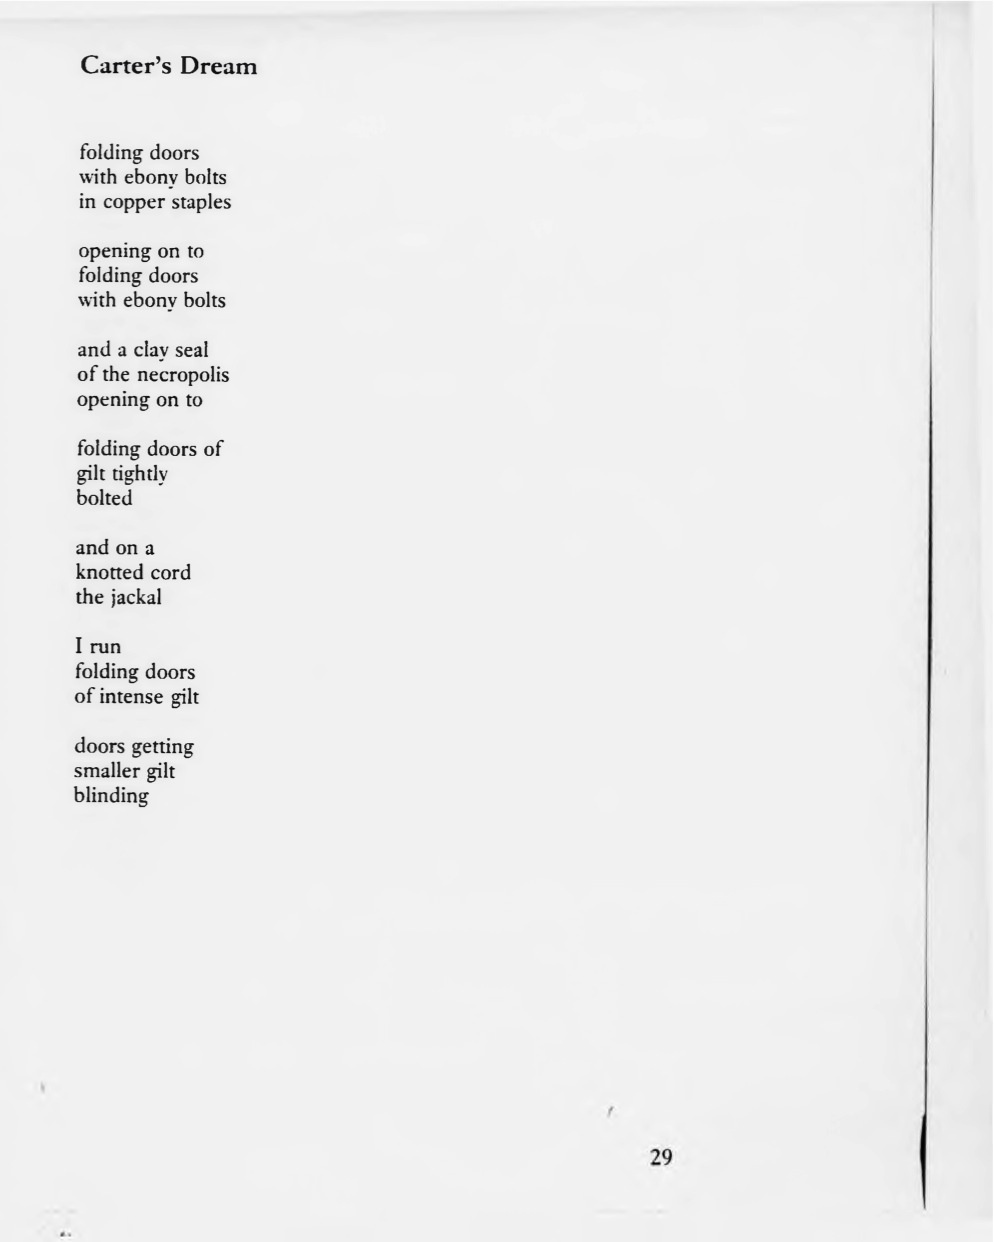 Carter's Dream

folding doors
with ebony bolts
in copper staples

opening on to
folding doors
with ebony bolts

and a clay seal
of the necropolis
opening on to

folding doors of
gilt tightly
bolted

and on a
knotted cord
the jackal

I run
folding doors
of intense gilt

doors getting
smaller gilt
blinding

29